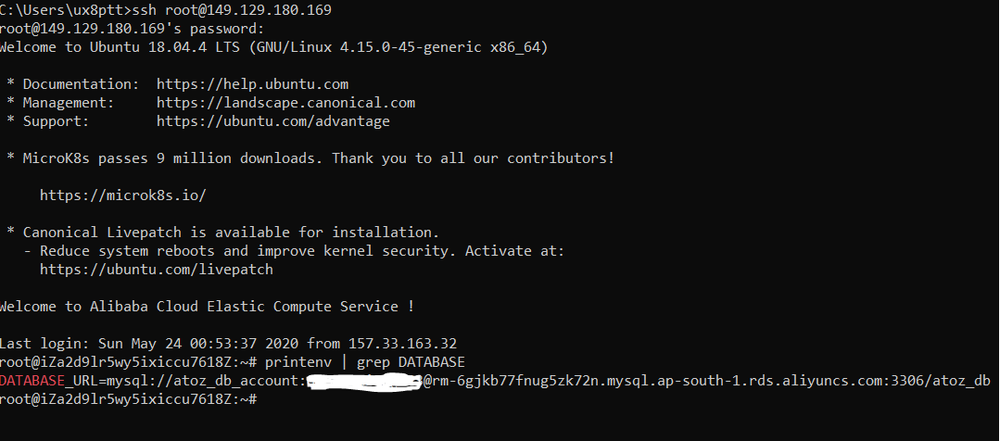 C:\Users\ux8ptt>ssh root@149.129.180.169
root@149.129.180.169's password:
Welcome to Ubuntu 18.04.4 LTS (GNU/Linux 4.15.0-45-generic x86_64)
* Documentation:  https://help.ubuntu.com
* Management:     https://landscape.canonical.com
* Support:        https://ubuntu.com/advantage
* MicroK8s passes 9 million downloads. Thank you to all our contributors!
https://microk8s.io/
* Canonical Livepatch is available for installation.
- Reduce system reboots and improve kernel security. Activate at:
https://ubuntu.com/livepatch
Welcome to Alibaba Cloud Elastic Compute Service !
Last login: Sun May 24 00:53:37 2020 from 157.33.163.32
root@iZa2d9lr5wy5ixiccu7618Z:~# printenv | grep DATABASE
DATABASE_URL=mysql://atoz_db_account:@rm-6gjkb77fnug5zk72n.mysql.ap-south-1.rds.aliyuncs.com:3306/atoz_db
root@iZa2d9lr5wy5ixiccu7618Z:~#